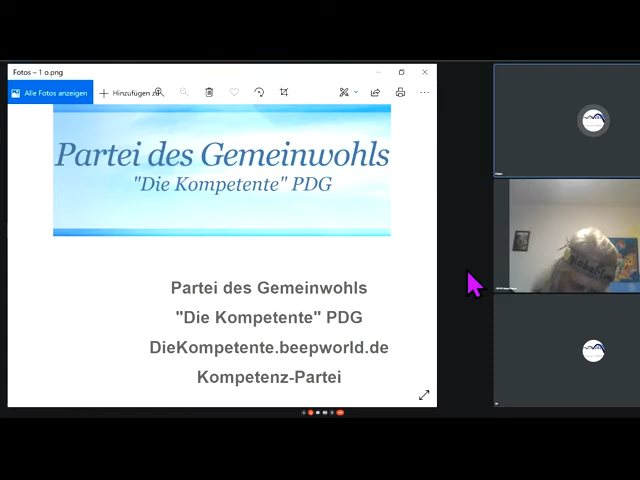 Fotos – 1 o.png
Alle Fotos anzeigen
Hinzufügen zu
Partei des Gemeinwohls
"Die Kompetente" PDG
Partei des Gemeinwohls
"Die Kompetente" PDG
DieKompetente.beepworld.de
Kompetenz-Partei